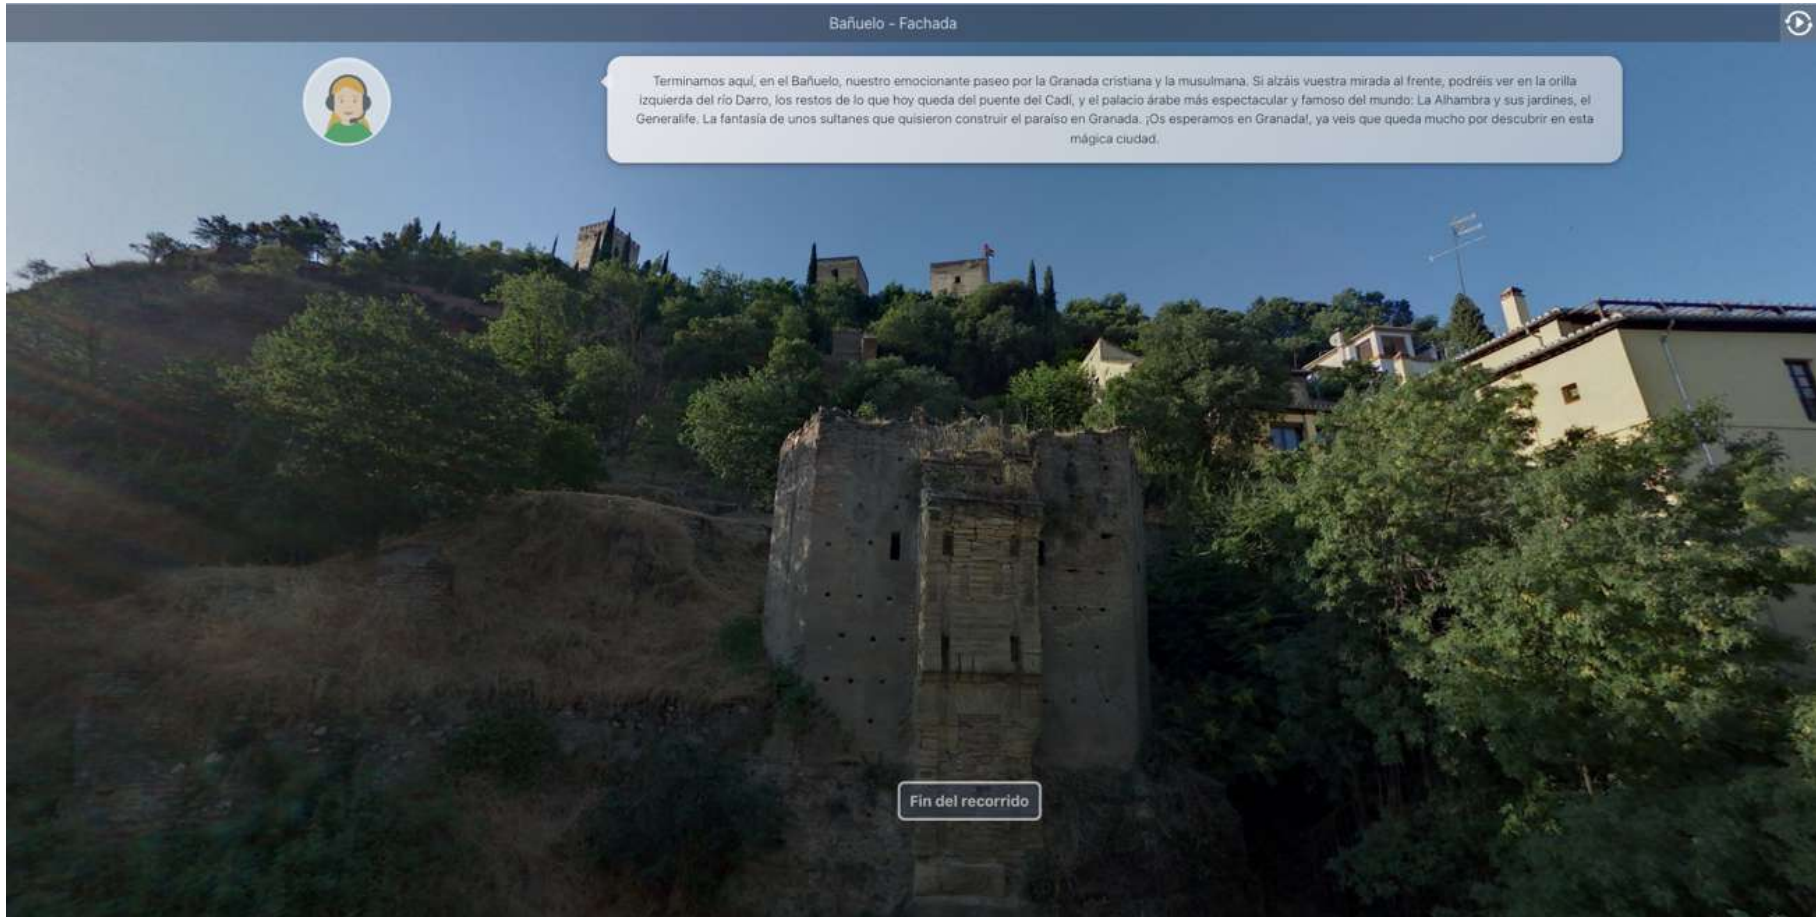 Bañuelo - Fachada
Terminamos aquí, en el Bañuelo, nuestro emocionante paseo por la Granada cristiana y la musulmana. Si alzáis vuestra mirada al frente, podréis ver en la orilla
izquierda del río Darro, los restos de lo que hoy queda del puente del Cadí, y el palacio árabe más espectacular y famoso del mundo: La Alhambra y sus jardines, el
Generalife. La fantasía de unos sultanes que quisieron construir el paraíso en Granada. ¡Os esperamos en Granada!, ya veis que queda mucho por descubrir en esta
mágica ciudad.
Fin del recorrido